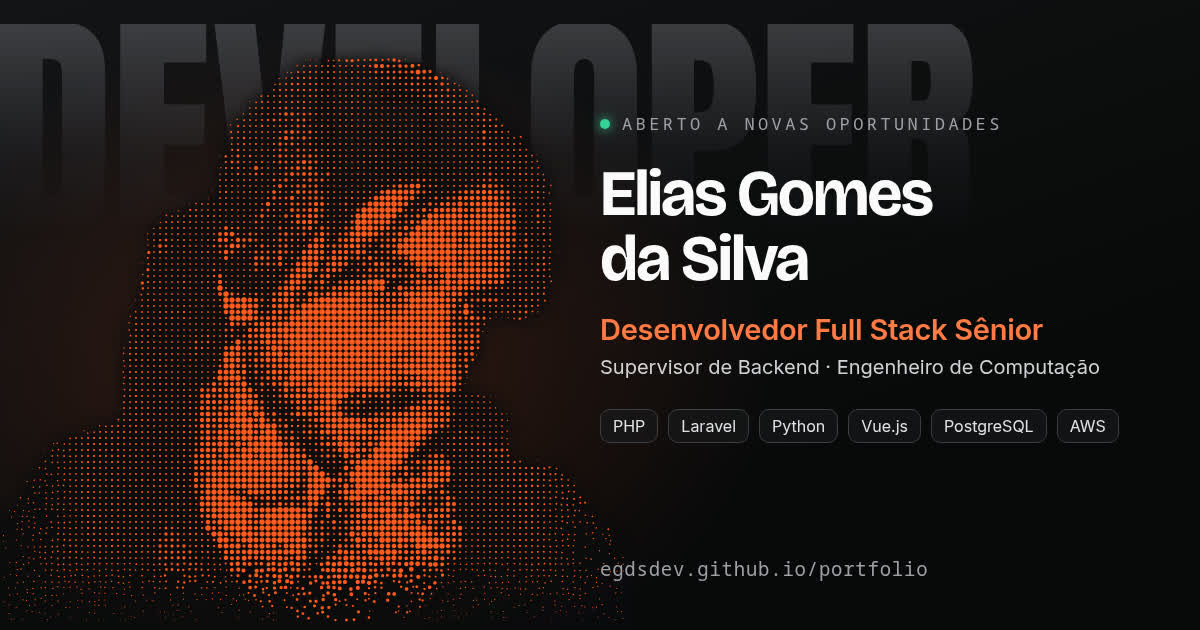 DEVELOPER
ABERTO A NOVAS OPORTUNIDADES
Elias Gomes
da Silva
Desenvolvedor Full Stack Sênior
Supervisor de Backend · Engenheiro de Computação
PHP Laravel Python Vue.js PostgreSQL AWS
egdsdev.github.io/portfolio